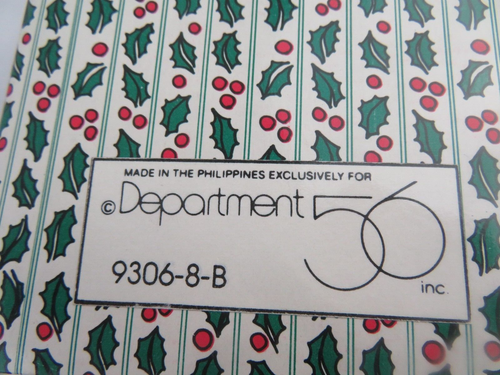 MADE IN THE PHILIPPINES EXCLUSIVELY FOR
© Department 56
inc.
9306-8-B